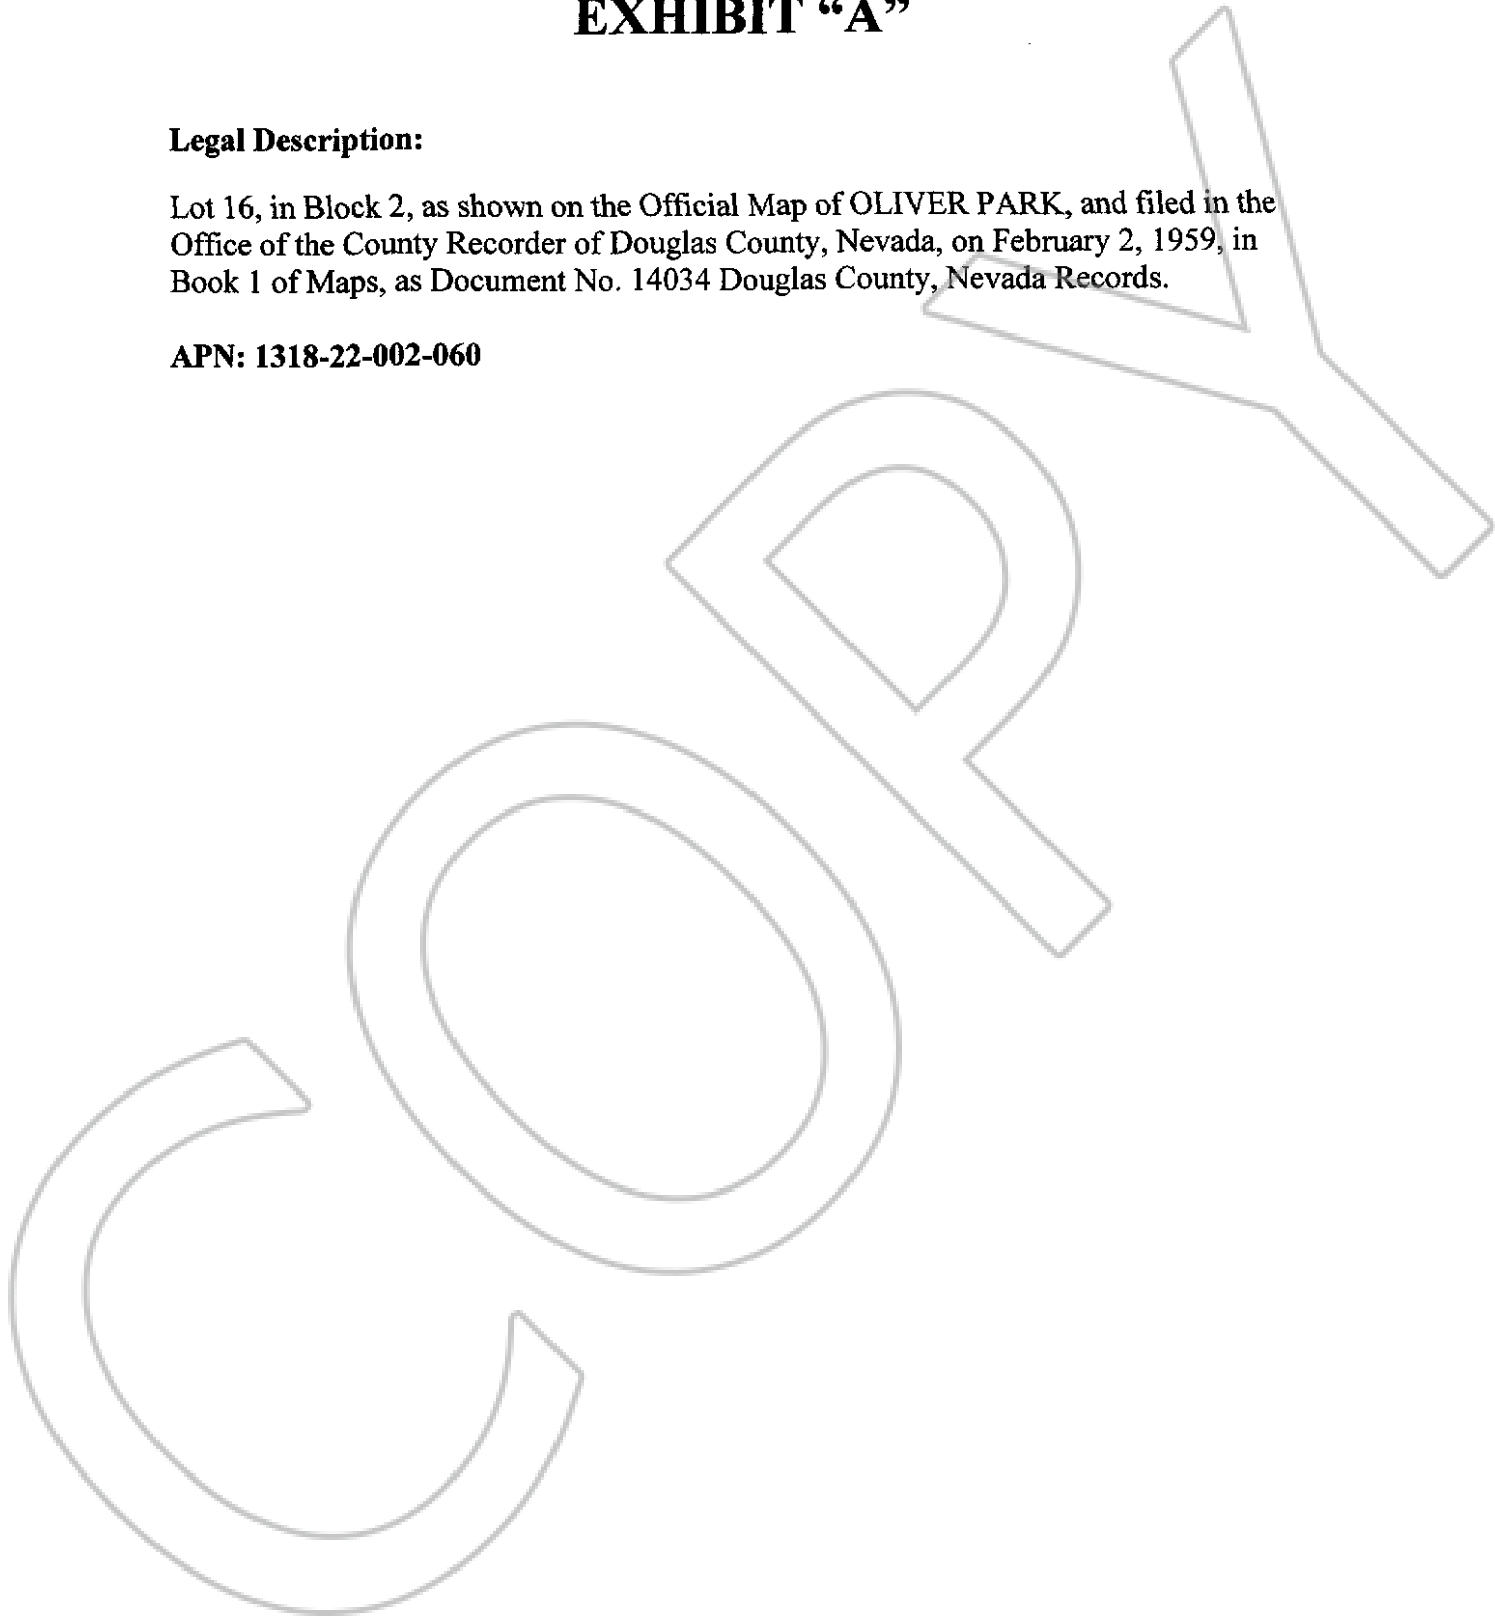 EXHIBIT “A”
Legal Description:
Lot 16, in Block 2, as shown on the Official Map of OLIVER PARK, and filed in the
Office of the County Recorder of Douglas County, Nevada, on February 2, 1959, in
Book 1 of Maps, as Document No. 14034 Douglas County, Nevada Records.
APN: 1318-22-002-060
COPY